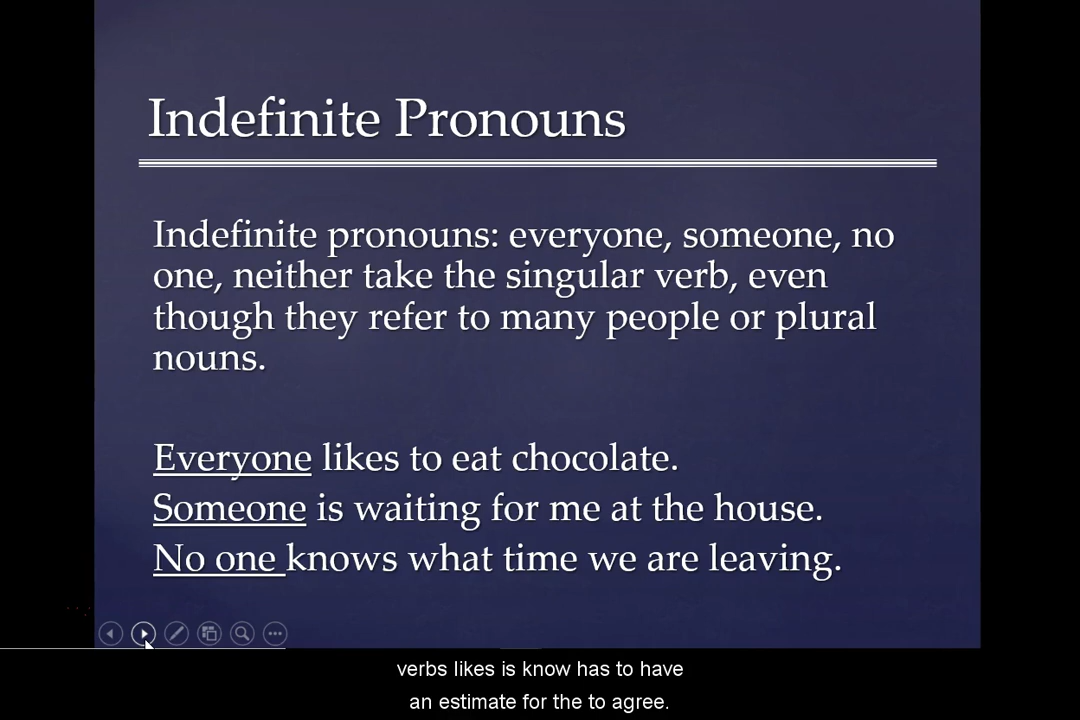 Indefinite Pronouns
Indefinite pronouns: everyone, someone, no
one, neither take the singular verb, even
though they refer to many people or plural
nouns.
Everyone likes to eat chocolate.
Someone is waiting for me at the house.
No one knows what time we are leaving.
verbs likes is know has to have
an estimate for the to agree.